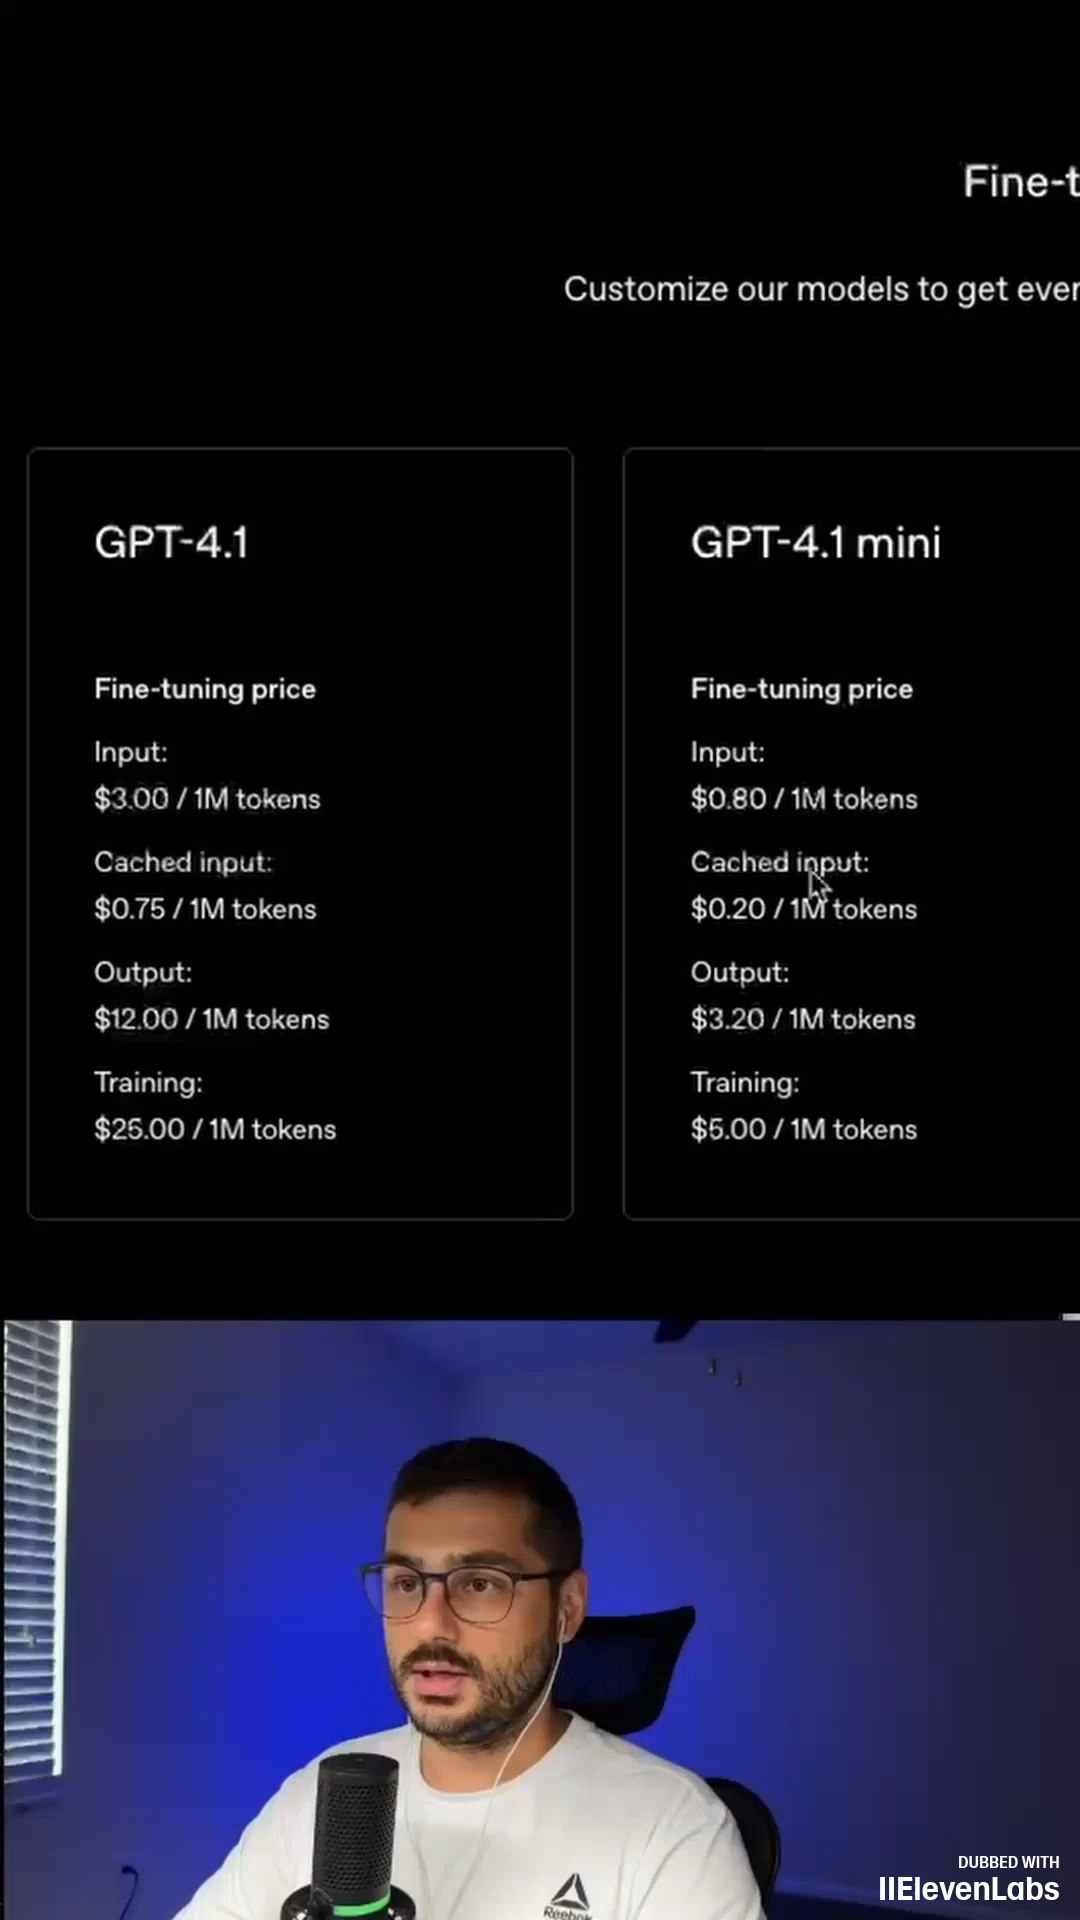 Fine-t
Customize our models to get ever
GPT-4.1
Fine-tuning price
Input:
$3.00 / 1M tokens
Cached input:
$0.75 / 1M tokens
Output:
$12.00 / 1M tokens
Training:
$25.00 / 1M tokens
GPT-4.1 mini
Fine-tuning price
Input:
$0.80 / 1M tokens
Cached input:
$0.20 / 1M tokens
Output:
$3.20 / 1M tokens
Training:
$5.00 / 1M tokens
Reebok
DUBBED WITH
IIElevenLabs